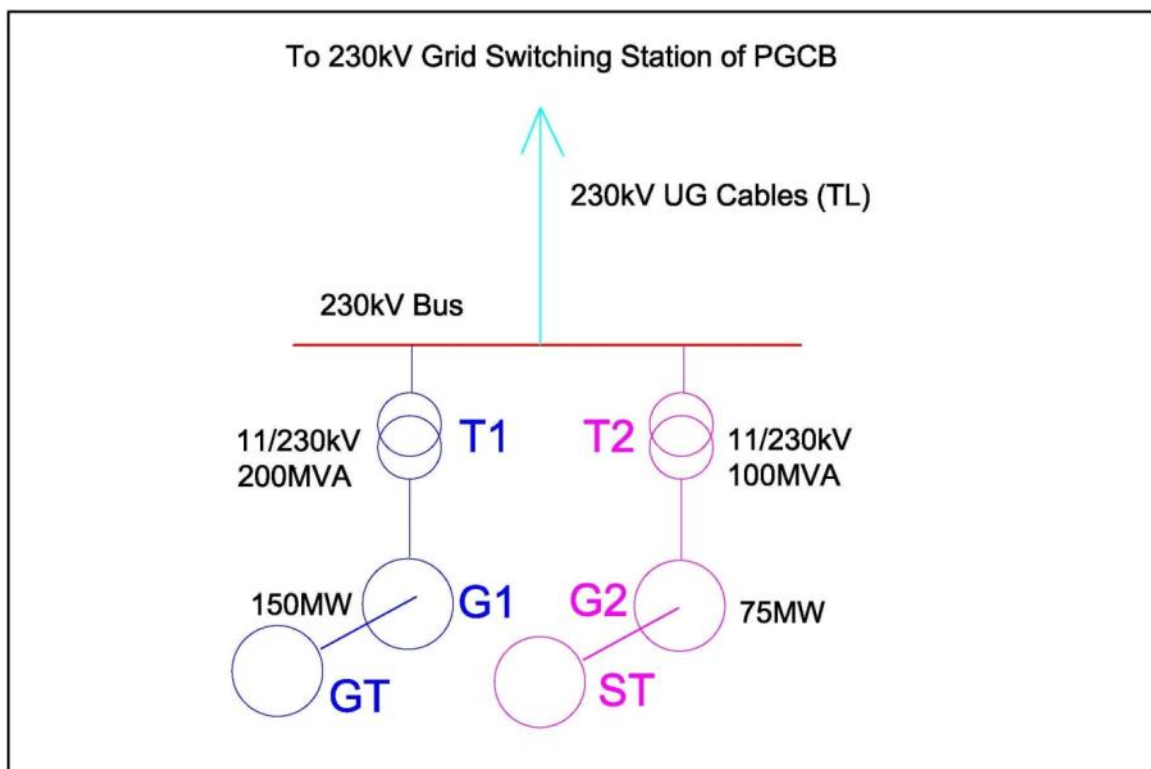 To 230kV Grid Switching Station of PGCB
230kV UG Cables (TL)
230kV Bus
11/230kV
200MVA
T1
T2
11/230kV
100MVA
150MW
G1
G2
75MW
GT
ST